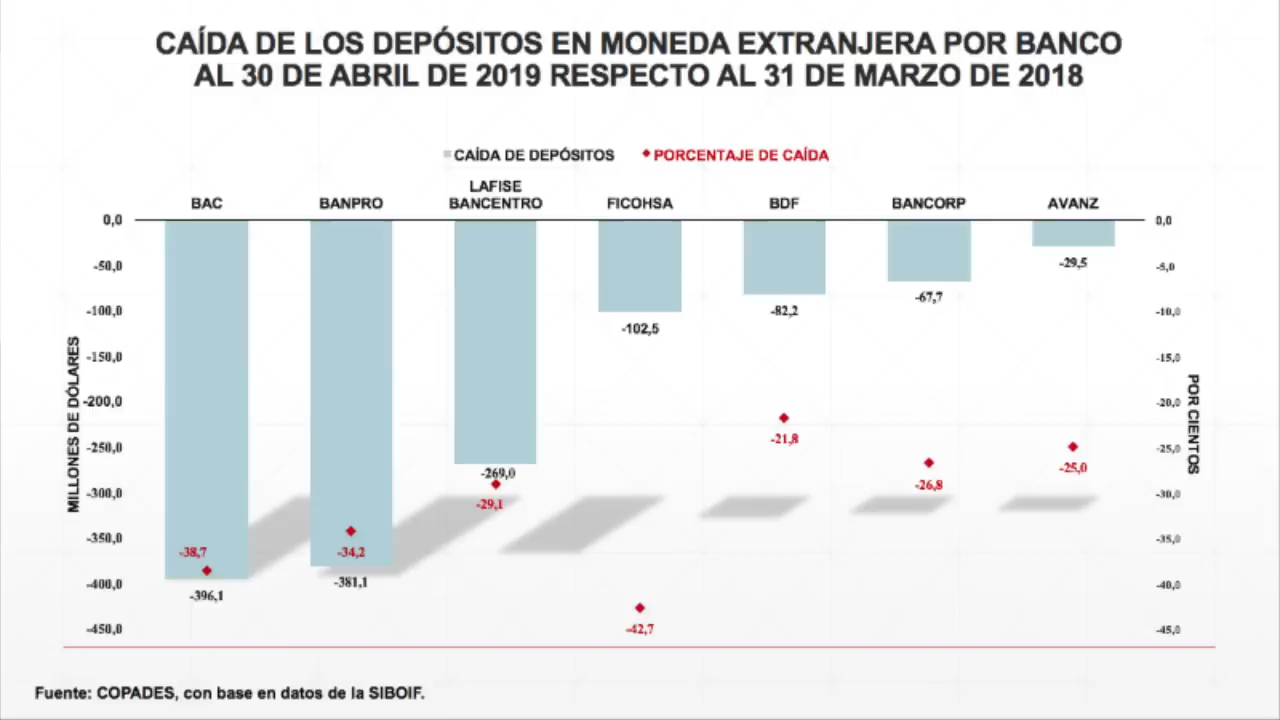 CAÍDA DE LOS DEPÓSITOS EN MONEDA EXTRANJERA POR BANCO
AL 30 DE ABRIL DE 2019 RESPECTO AL 31 DE MARZO DE 2018
CAÍDA DE DEPÓSITOS
PORCENTAJE DE CAÍDA
BAC
BANPRO
LAFISE
BANCENTRO
FICOHSA
BDF
BANCORP
AVANZ
MILLONES DE DÓLARES
0,0
-50,0
-100,0
-150,0
-200,0
-250,0
-300,0
-350,0
-400,0
-450,0
-396,1
-381,1
-269,0
-102,5
-82,2
-67,7
-29,5
-38,7
-34,2
-29,1
-42,7
-21,8
-26,8
-25,0
0,0
-5,0
-10,0
-15,0
-20,0
-25,0
-30,0
-35,0
-40,0
-45,0
POR CIENTOS
Fuente: COPADES, con base en datos de la SIBOIF.